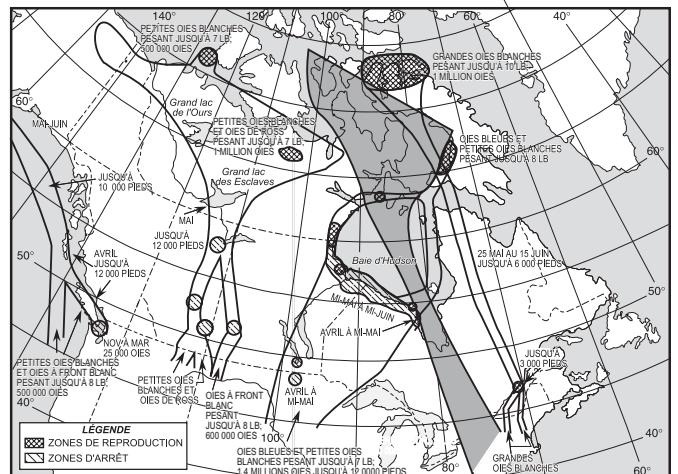 140°
120°
100°
80°
60°
40°
PETITES OIES BLANCHES
PESANT JUSQU'À 7 LB;
500 000 OIES
GRANDES OIES BLANCHES
PESANT JUSQU'À 10 LB
1 MILLION OIES
Grand lac
de l'Ours
60°
MAI-JUIN
PETITES OIES BLANCHES
ET OIES DE ROSS
PESANT JUSQU'À 7 LB;
1 MILLION OIES
OIES BLEUES ET
PETITES OIES BLANCHES
PESANT JUSQU'À 8 LB
60°
Grand lac
des Esclaves
JUSQU'À
10 000 PIEDS
MAI
JUSQU'À
12 000 PIEDS
50°
AVRIL
JUSQU'À
12 000 PIEDS
Baie d'Hudson
25 MAI AU 15 JUIN
JUSQU'À 6 000 PIEDS
50°
MI-MAI À MI-JUIN
AVRIL À MI-MAI
NOV À MAR
25 000 OIES
PETITES OIES BLANCHES
ET OIES À FRONT BLANC
PESANT JUSQU'À 8 LB;
500 000 OIES
JUSQU'À
3 000 PIEDS
PETITES OIES
BLANCHES ET
OIES DE ROSS
OIES À FRONT
BLANC
PESANT
JUSQU'À 8 LB;
600 000 OIES
AVRIL À
MI-MAI
40°
40°
LÉGENDE
ZONES DE REPRODUCTION
ZONES D'ARRÊT
100°
OIES BLEUES ET PETITES OIES
BLANCHES PESANT JUSQU'À 7 LB;
1,4 MILLIONS OIES JUSQU'À 12 0000 PIEDS
80°
GRANDES
OIES BLANCHES
60°